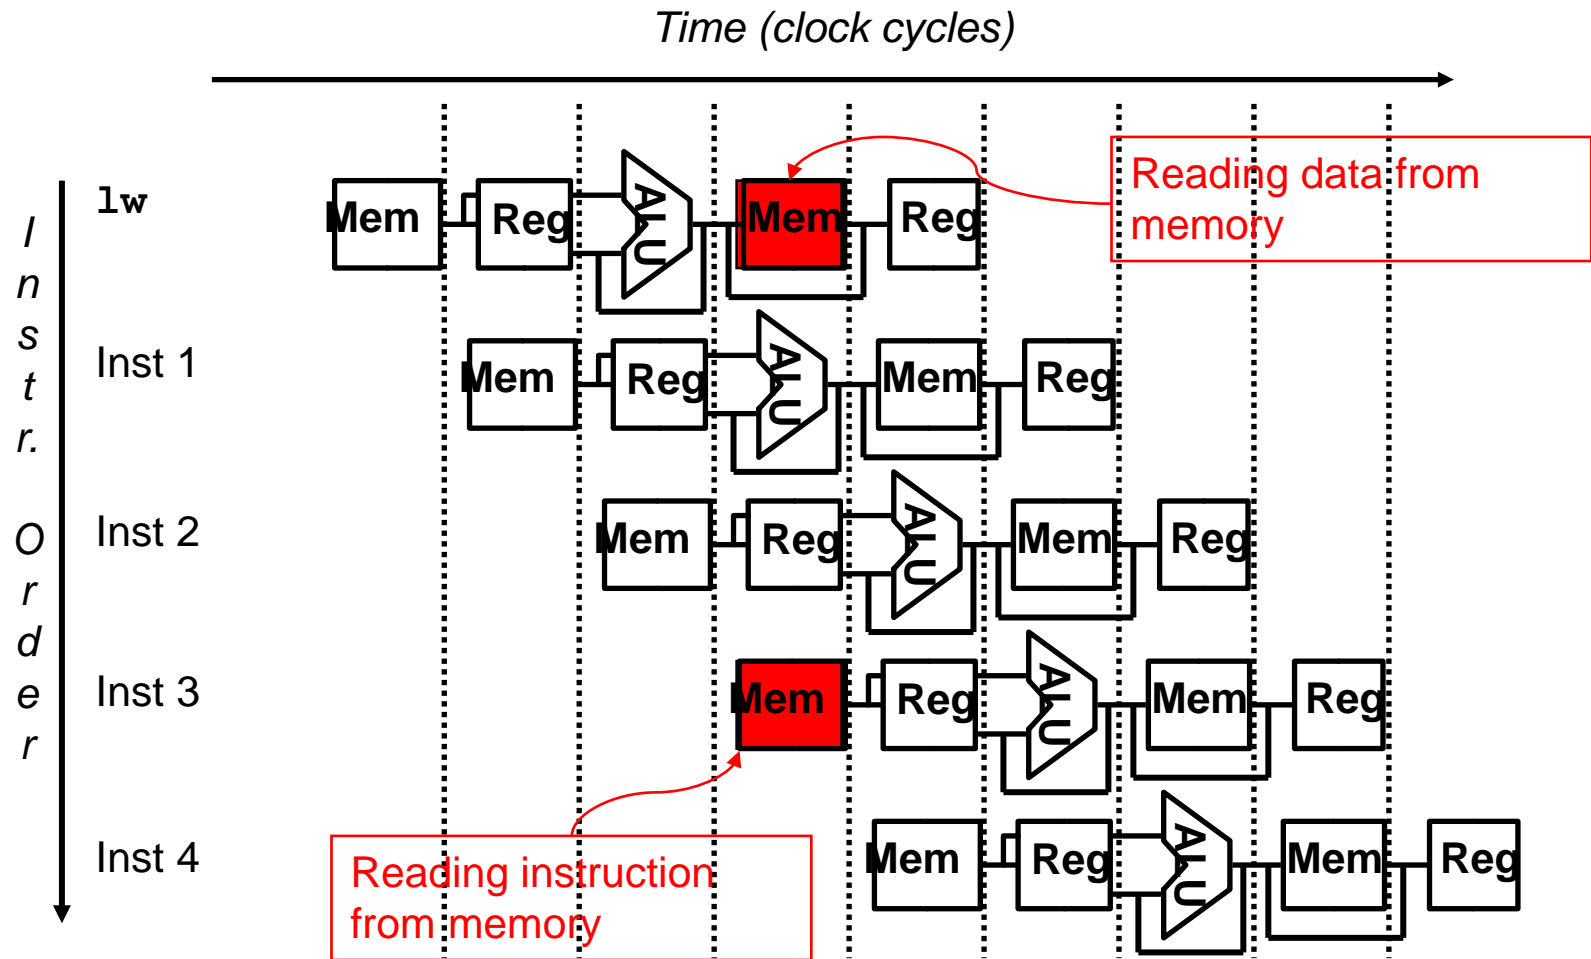 Time (clock cycles)
Instr. Order
lw
Mem Reg ALU Mem Reg
Reading data from
memory
Inst 1
Mem Reg ALU Mem Reg
Inst 2
Mem Reg ALU Mem Reg
Inst 3
Mem Reg ALU Mem Reg
Inst 4
Mem Reg ALU Mem Reg
Reading instruction
from memory